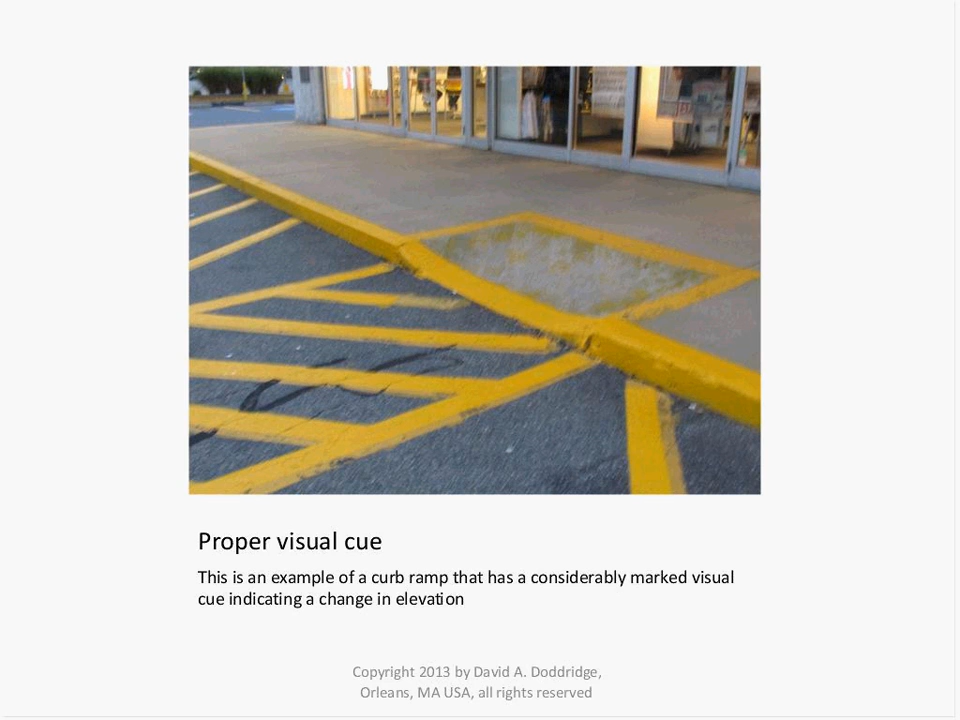 Proper visual cue
This is an example of a curb ramp that has a considerably marked visual
cue indicating a change in elevation
Copyright 2013 by David A. Doddridge,
Orleans, MA USA, all rights reserved